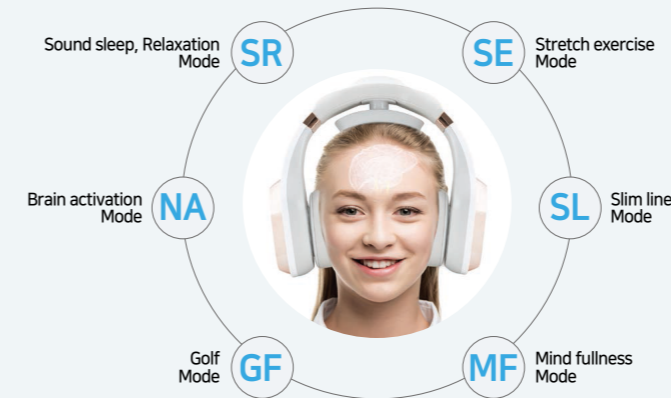 Sound sleep, Relaxation
Mode
SR
SE
Stretch exercise
Mode
Brain activation
Mode
NA
SL
Slim line
Mode
Golf
Mode
GF
MF
Mind fullness
Mode